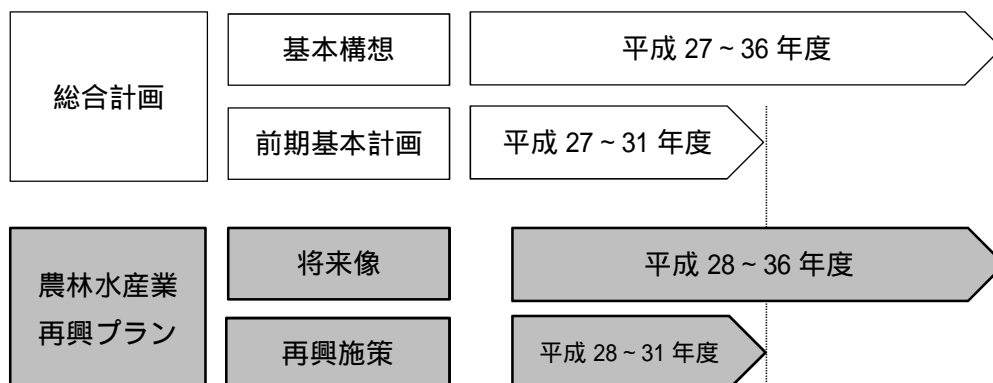 総合計画
基本構想
平成 27～36 年度
前期基本計画
平成 27～31 年度
農林水産業
再興プラン
将来像
平成 28～36 年度
再興施策
平成 28～31 年度